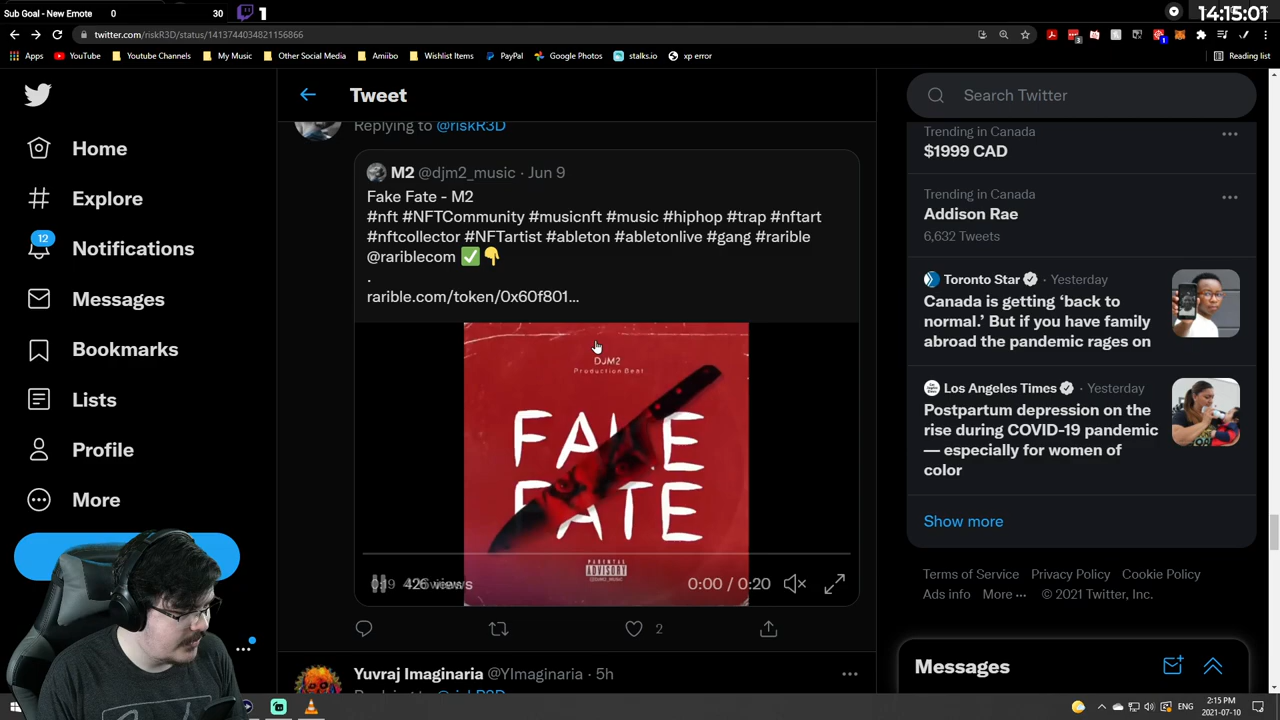 Sub Goal - New Emote 0 30 1
14:15:01
twitter.com/riskR3D/status/1413744034821156866
Apps YouTube Youtube Channels My Music Other Social Media Amiibo Wishlist Items PayPal Google Photos stalks.io xp error Reading list
Home
Explore
12
Notifications
Messages
Bookmarks
Lists
Profile
More
Tweet
Replying to @riskR3D
M2 @djm2_music · Jun 9
Fake Fate - M2
#nft #NFTCommunity #musicnft #music #hiphop #trap #nftart
#nftcollector #NFTartist #ableton #abletonlive #gang #rarible
@rariblecom ✅👇
.
rarible.com/token/0x60f801...
DJM2
Production Beat
FAKE
FATE
PARENTAL
ADVISORY
0:19 426 views 0:00 / 0:20
2
Yuvraj Imaginaria @YImaginaria · 5h
Search Twitter
Trending in Canada
$1999 CAD
Trending in Canada
Addison Rae
6,632 Tweets
Toronto Star · Yesterday
Canada is getting ‘back to
normal.’ But if you have family
abroad the pandemic rages on
Los Angeles Times · Yesterday
Postpartum depression on the
rise during COVID-19 pandemic
— especially for women of
color
Show more
Terms of Service Privacy Policy Cookie Policy
Ads info More ··· © 2021 Twitter, Inc.
Messages
ENG
2:15 PM
2021-07-10